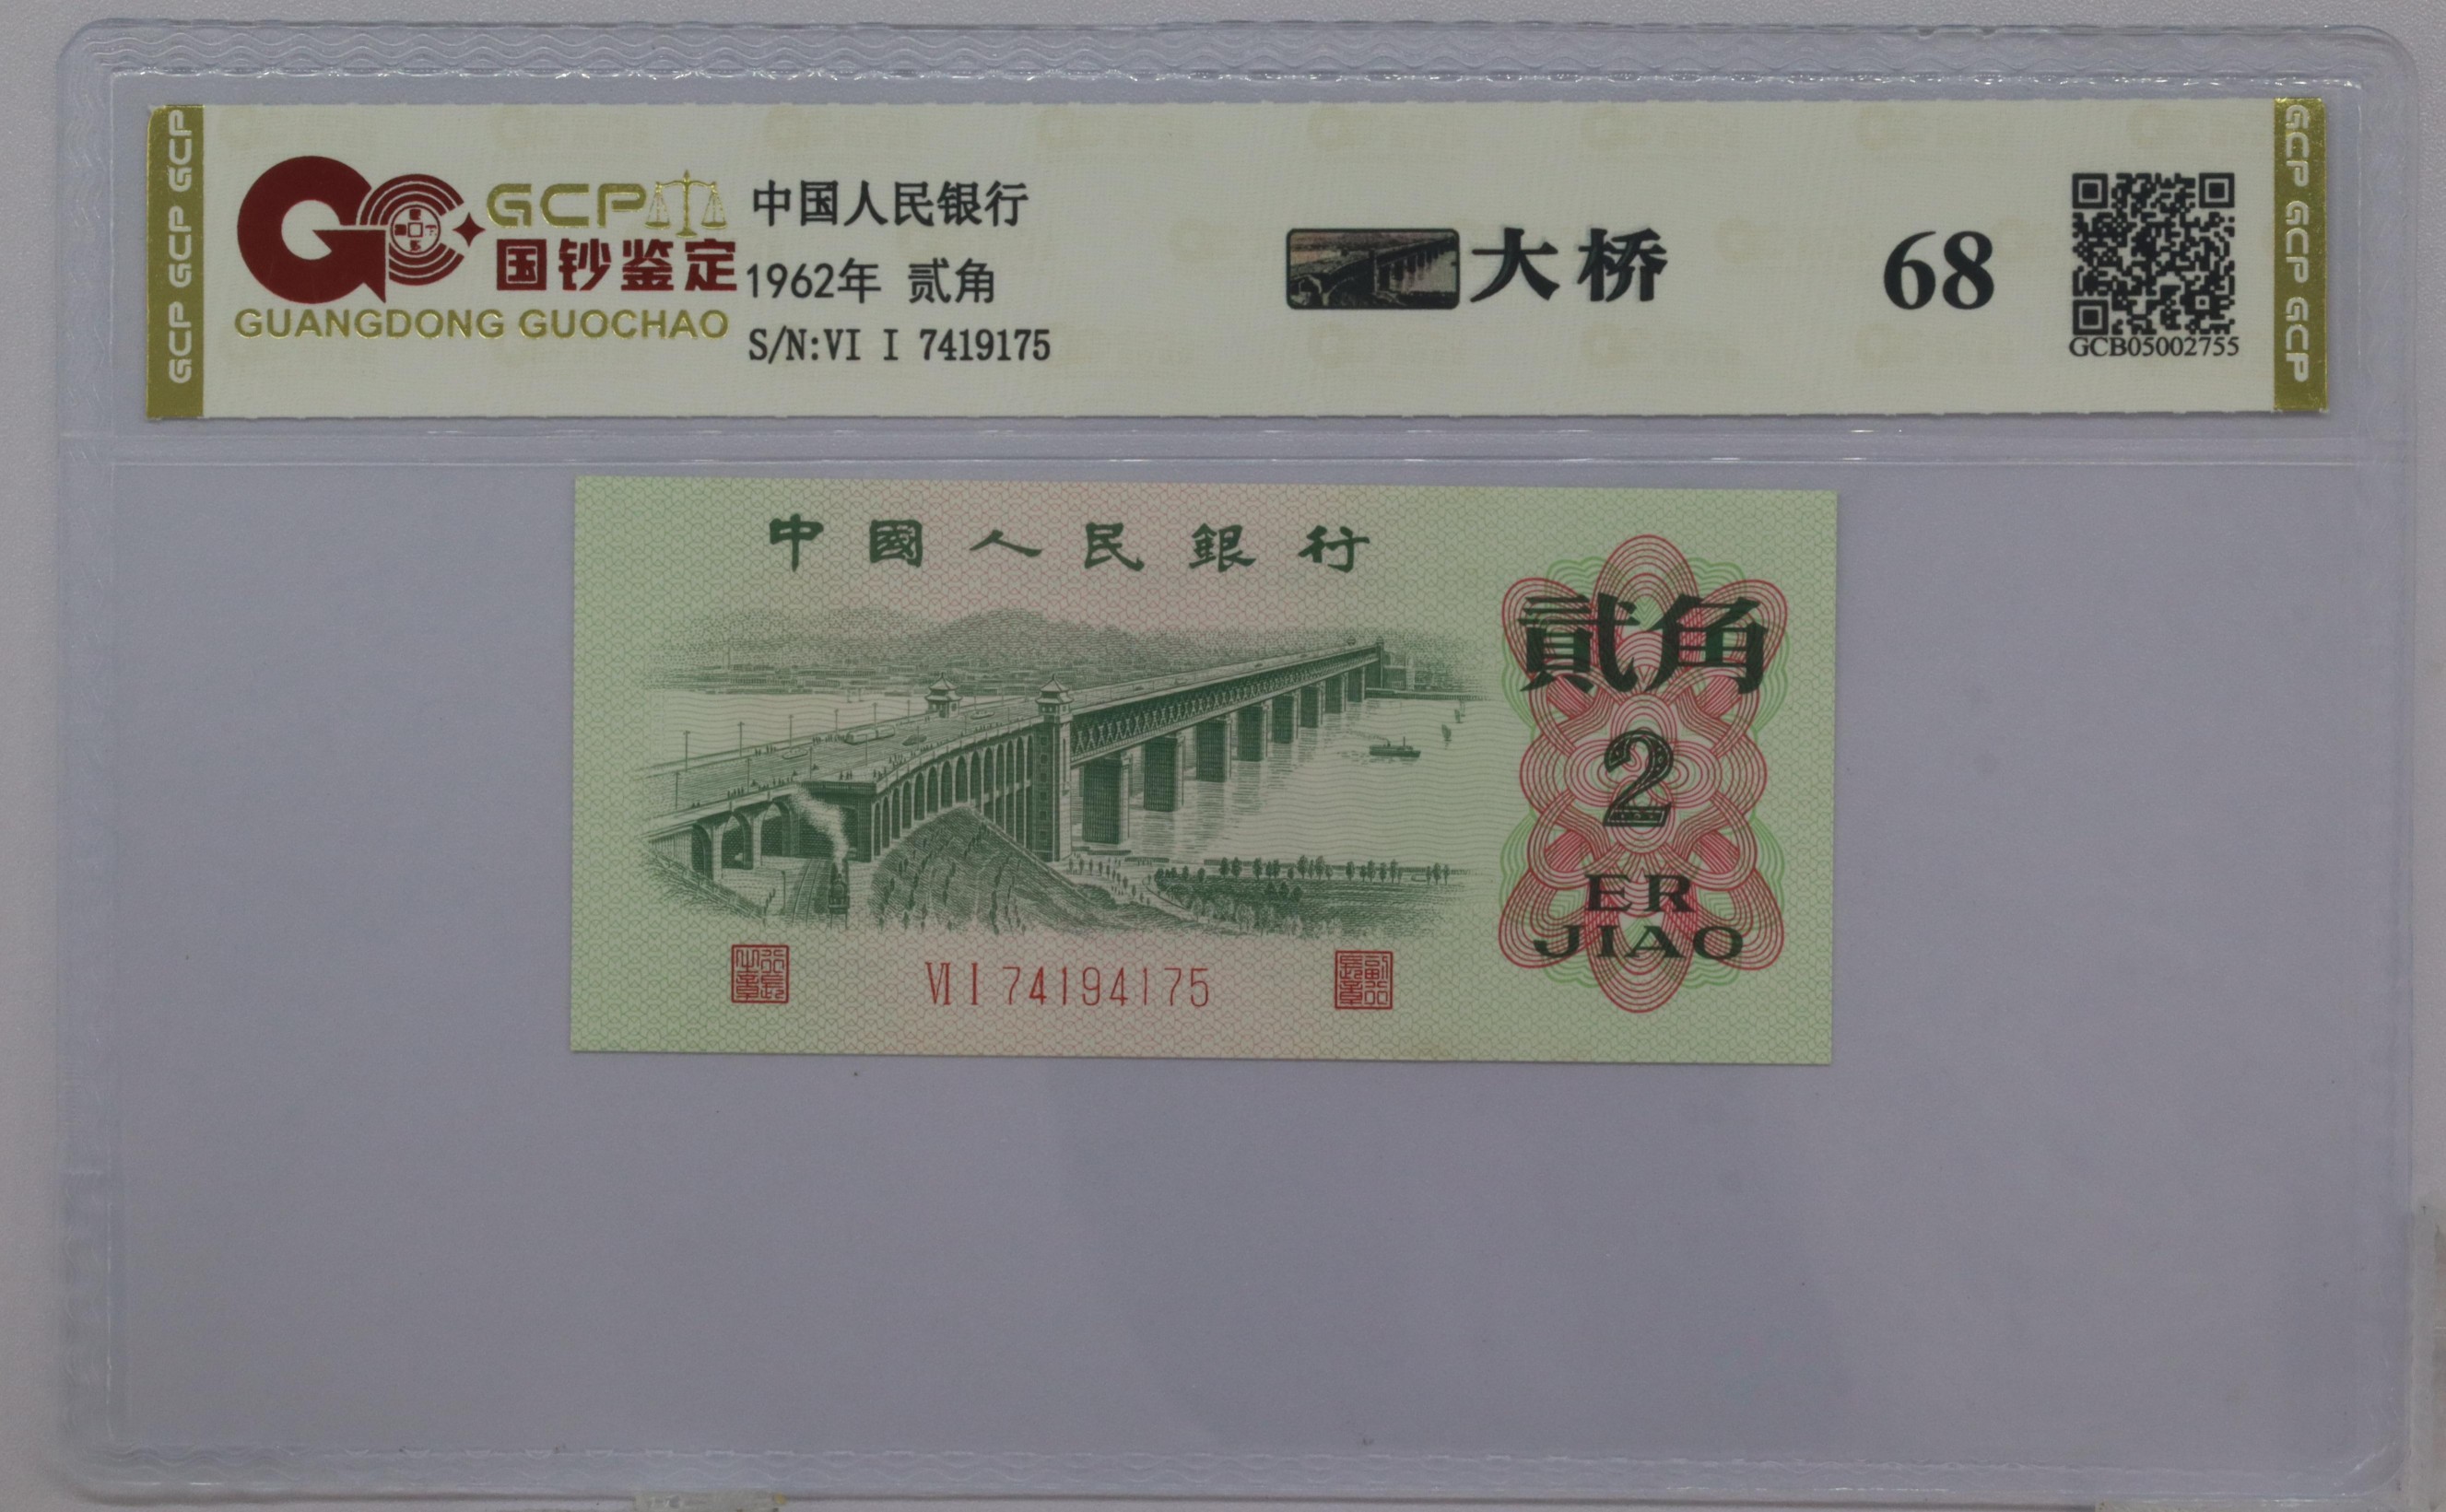 GCP GCP GCP
GCP
国钞鉴定
GUANGDONG GUOCHAO
中国人民银行
1962年 贰角
S/N:VI I 7419175
大桥
68
GCB05002755
GCP GCP GCP
中國人民銀行
貳角
2
ER
JIAO
VI I 74194175